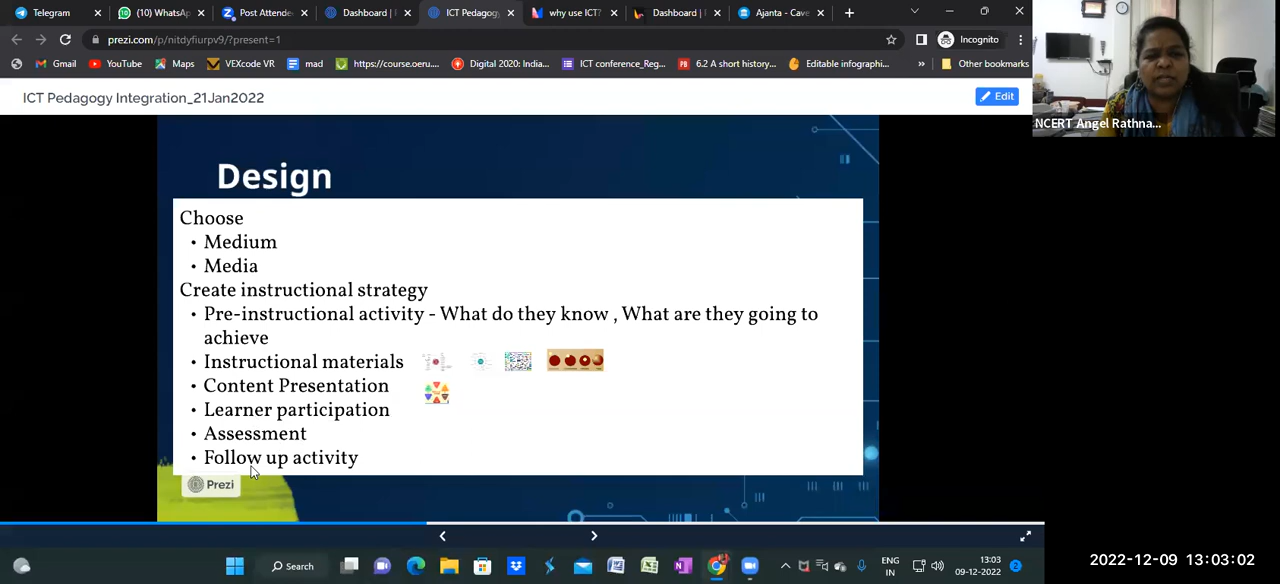 Telegram
(10) WhatsA
Post Attende
Dashboard |
ICT Pedagogy
why use ICT?
Dashboard |
Ajanta - Cave
prezi.com/p/nitdyfiurpv9/?present=1
Incognito
Gmail
YouTube
Maps
VEXcode VR
mad
https://course.oeru....
Digital 2020: India...
ICT conference_Reg...
6.2 A short history...
Editable infographi...
»
Other bookmarks
ICT Pedagogy Integration_21Jan2022
Edit
NCERT Angel Rathna...
Design
Choose
• Medium
• Media
Create instructional strategy
• Pre-instructional activity - What do they know , What are they going to
achieve
• Instructional materials
• Content Presentation
• Learner participation
• Assessment
• Follow up activity
Prezi
Search
ENG
IN
13:03
09-12-2022
2
2022-12-09 13:03:02